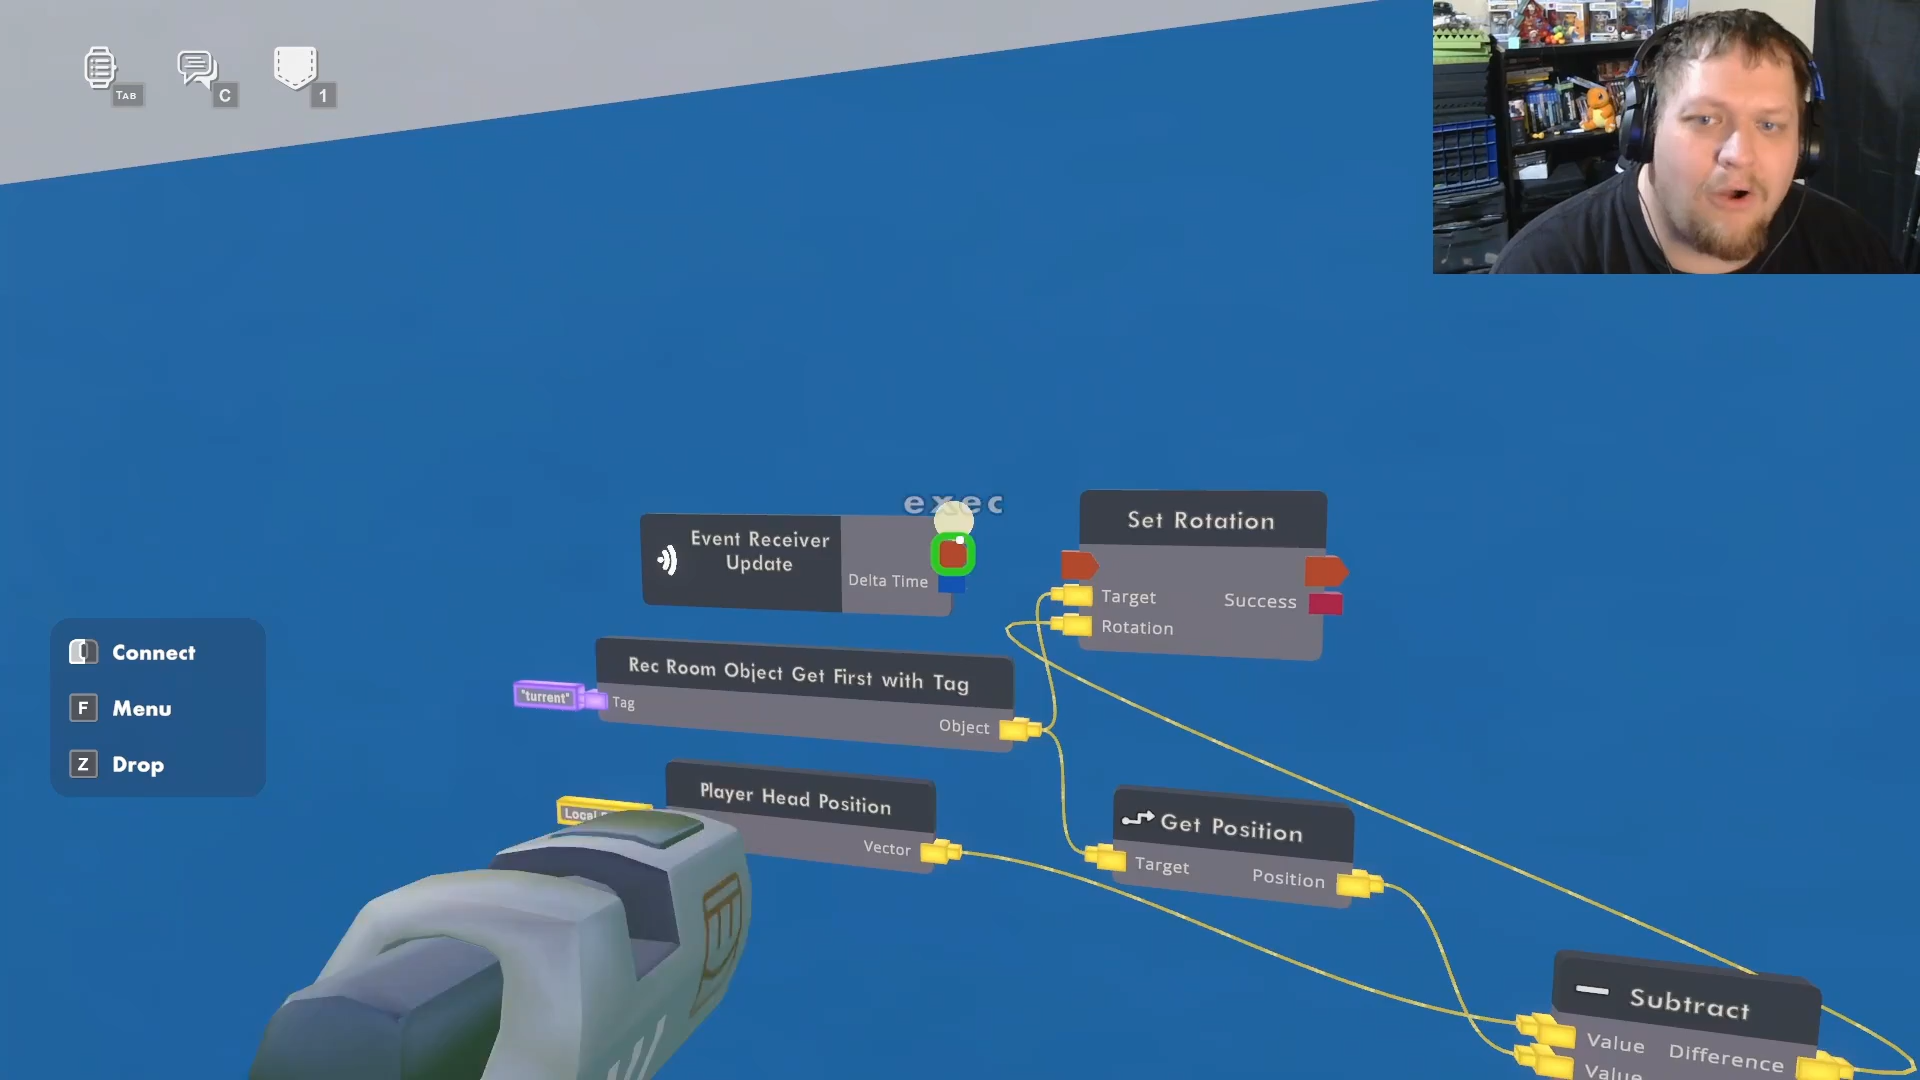 TAB
C
1
exec
Event Receiver
Update
Delta Time
Set Rotation
Target
Success
Rotation
Connect
F
Menu
Z
Drop
Rec Room Object Get First with Tag
"turrent"
Tag
Object
Player Head Position
Vector
Get Position
Target
Position
Subtract
Value
Difference
Value